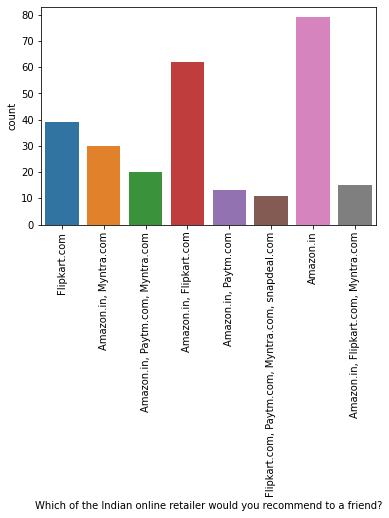 80
70
60
50
40
30
20
10
0
count
Flipkart.com
Amazon.in, Myntra.com
Amazon.in, Paytm.com, Myntra.com
Amazon.in, Flipkart.com
Amazon.in, Paytm.com
Flipkart.com, Paytm.com, Myntra.com, snapdeal.com
Amazon.in
Amazon.in, Flipkart.com, Myntra.com
Which of the Indian online retailer would you recommend to a friend?